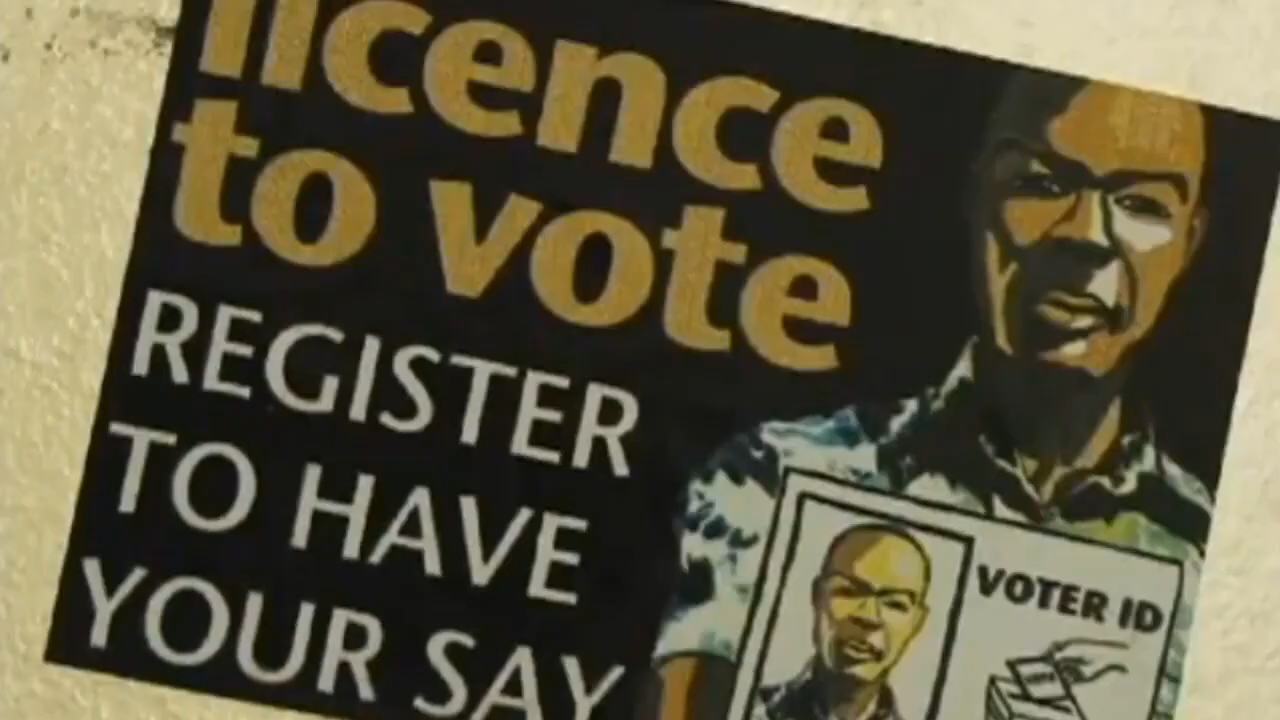 licence
to vote
REGISTER
TO HAVE
YOUR SAY
VOTER ID